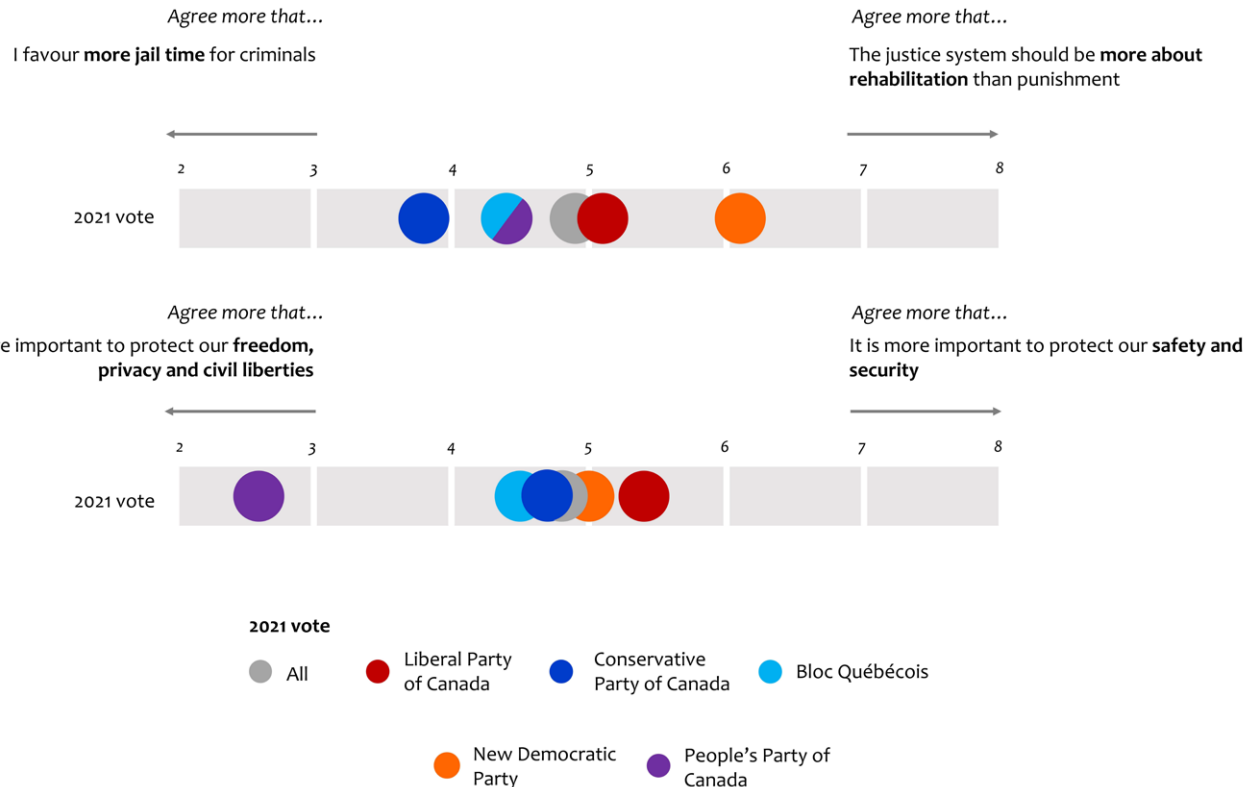 Agree more that...
Agree more that...
I favour more jail time for criminals
The justice system should be more about
rehabilitation than punishment
2 3 4 5 6 7 8
2021 vote
Agree more that...
Agree more that...
e important to protect our freedom,
privacy and civil liberties
It is more important to protect our safety and
security
2 3 4 5 6 7 8
2021 vote
2021 vote
All
Liberal Party
of Canada
Conservative
Party of Canada
Bloc Québécois
New Democratic
Party
People's Party of
Canada